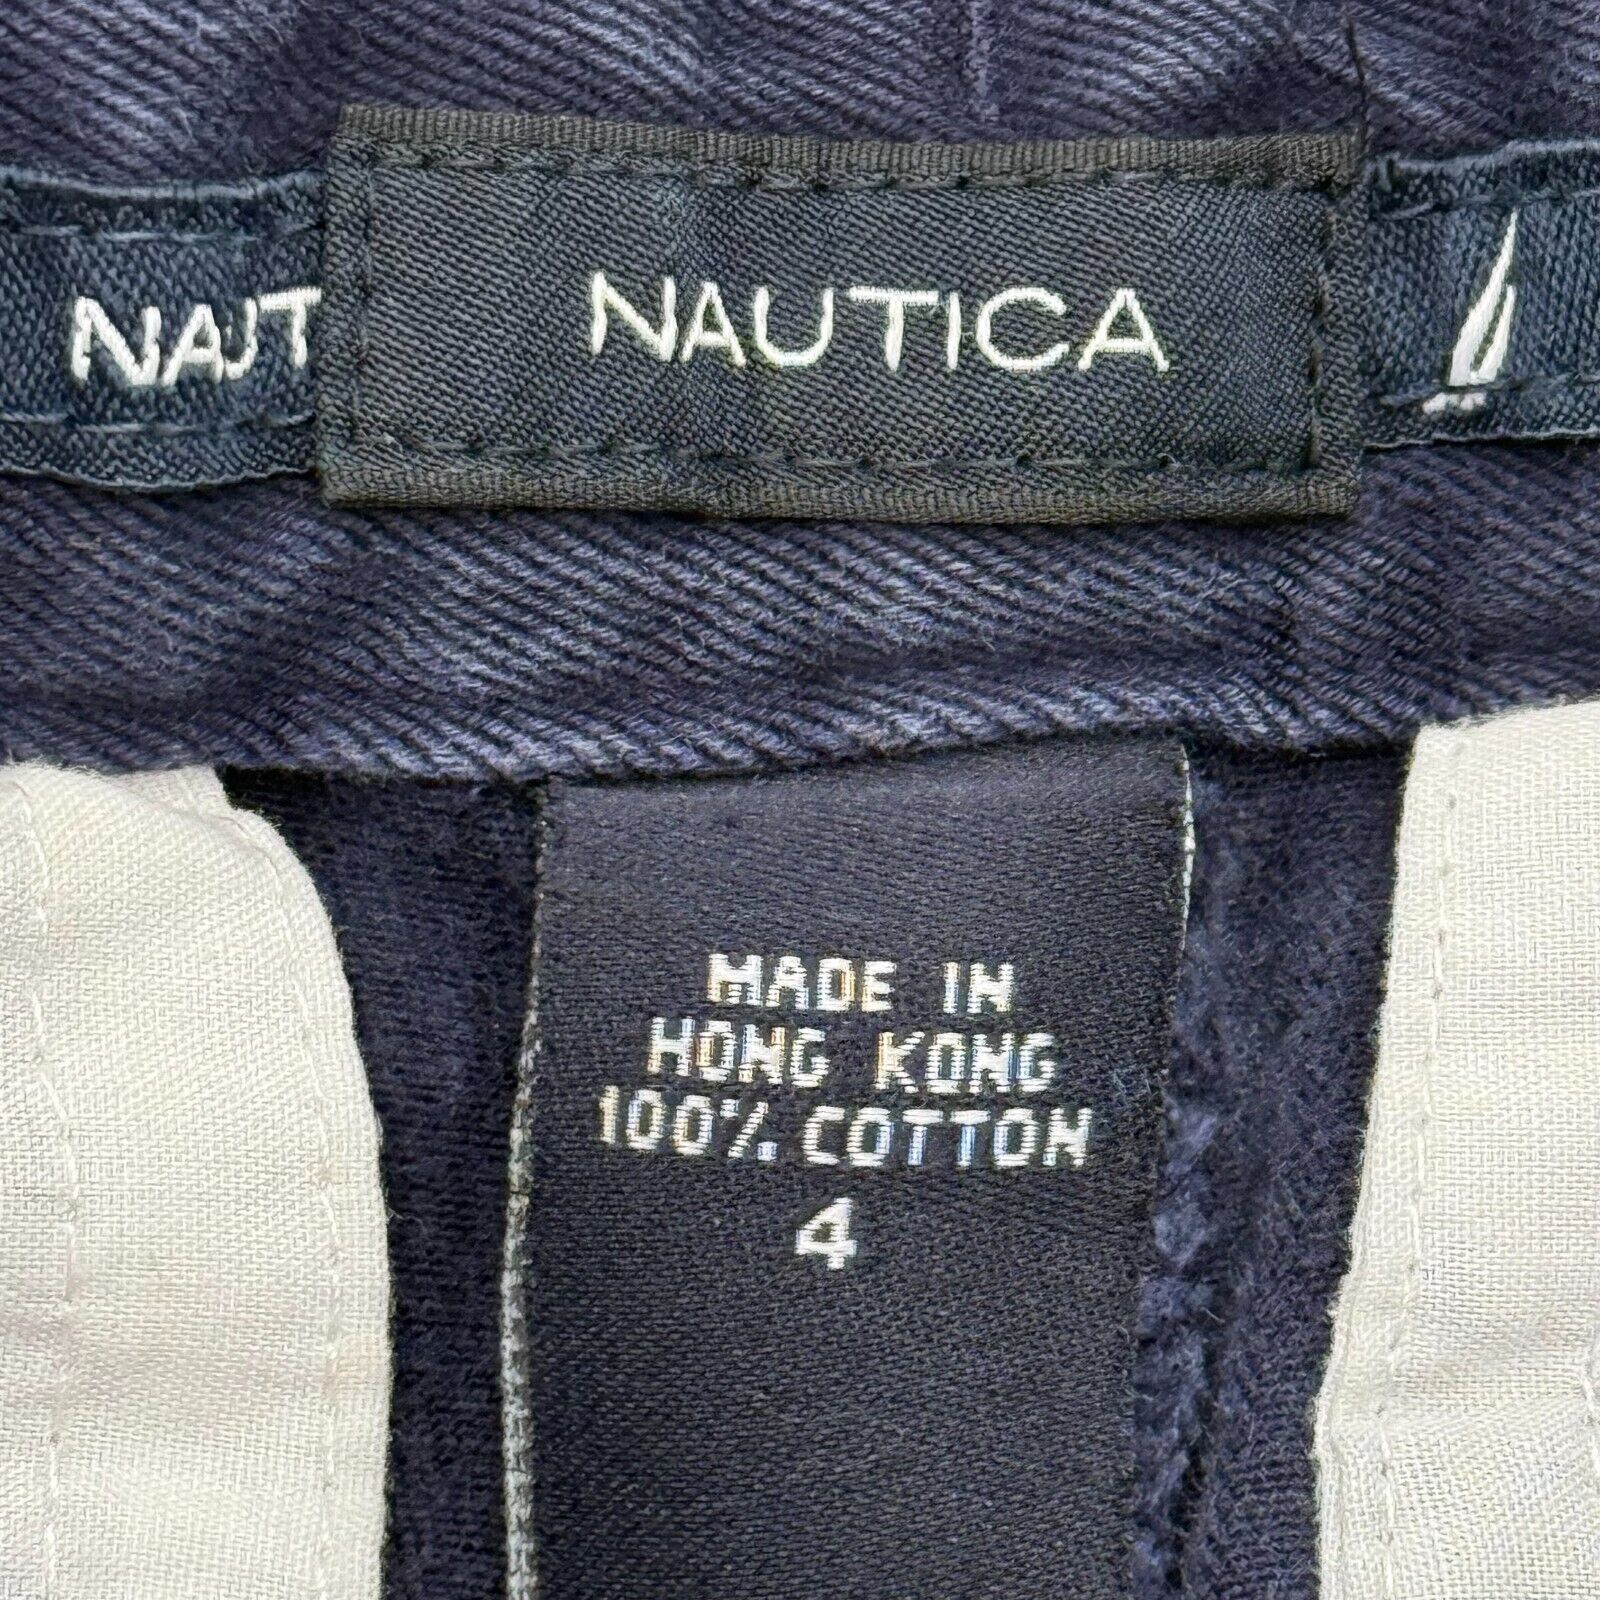 NAUT
NAUTICA
MADE IN
HONG KONG
100% COTTON
4